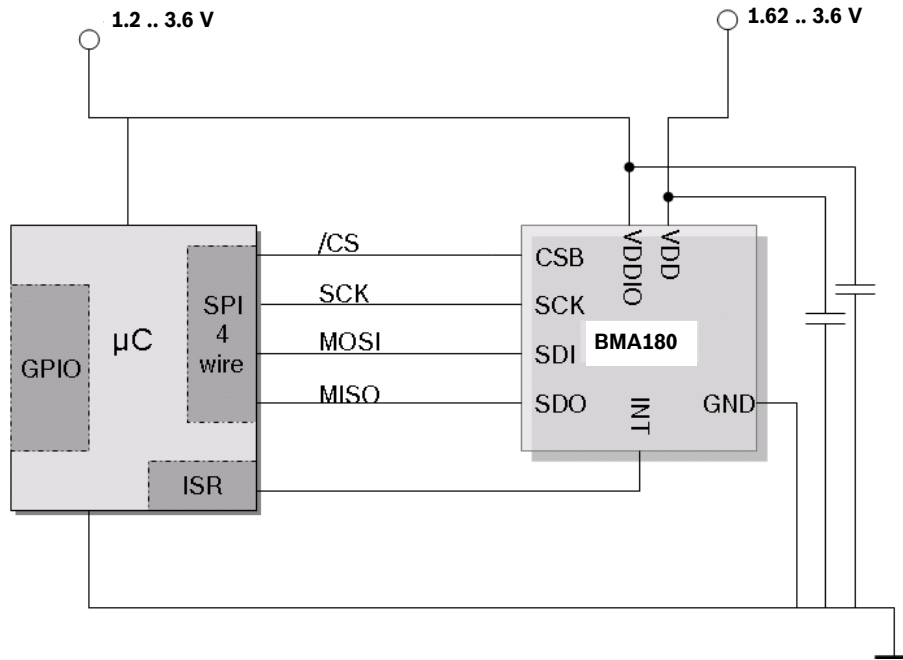 1.2 .. 3.6 V
1.62 .. 3.6 V
/CS
SCK
MOSI
MISO
SPI
4
wire
µC
GPIO
ISR
CSB
SCK
SDI
SDO
VDDIO
VDD
BMA180
INT
GND